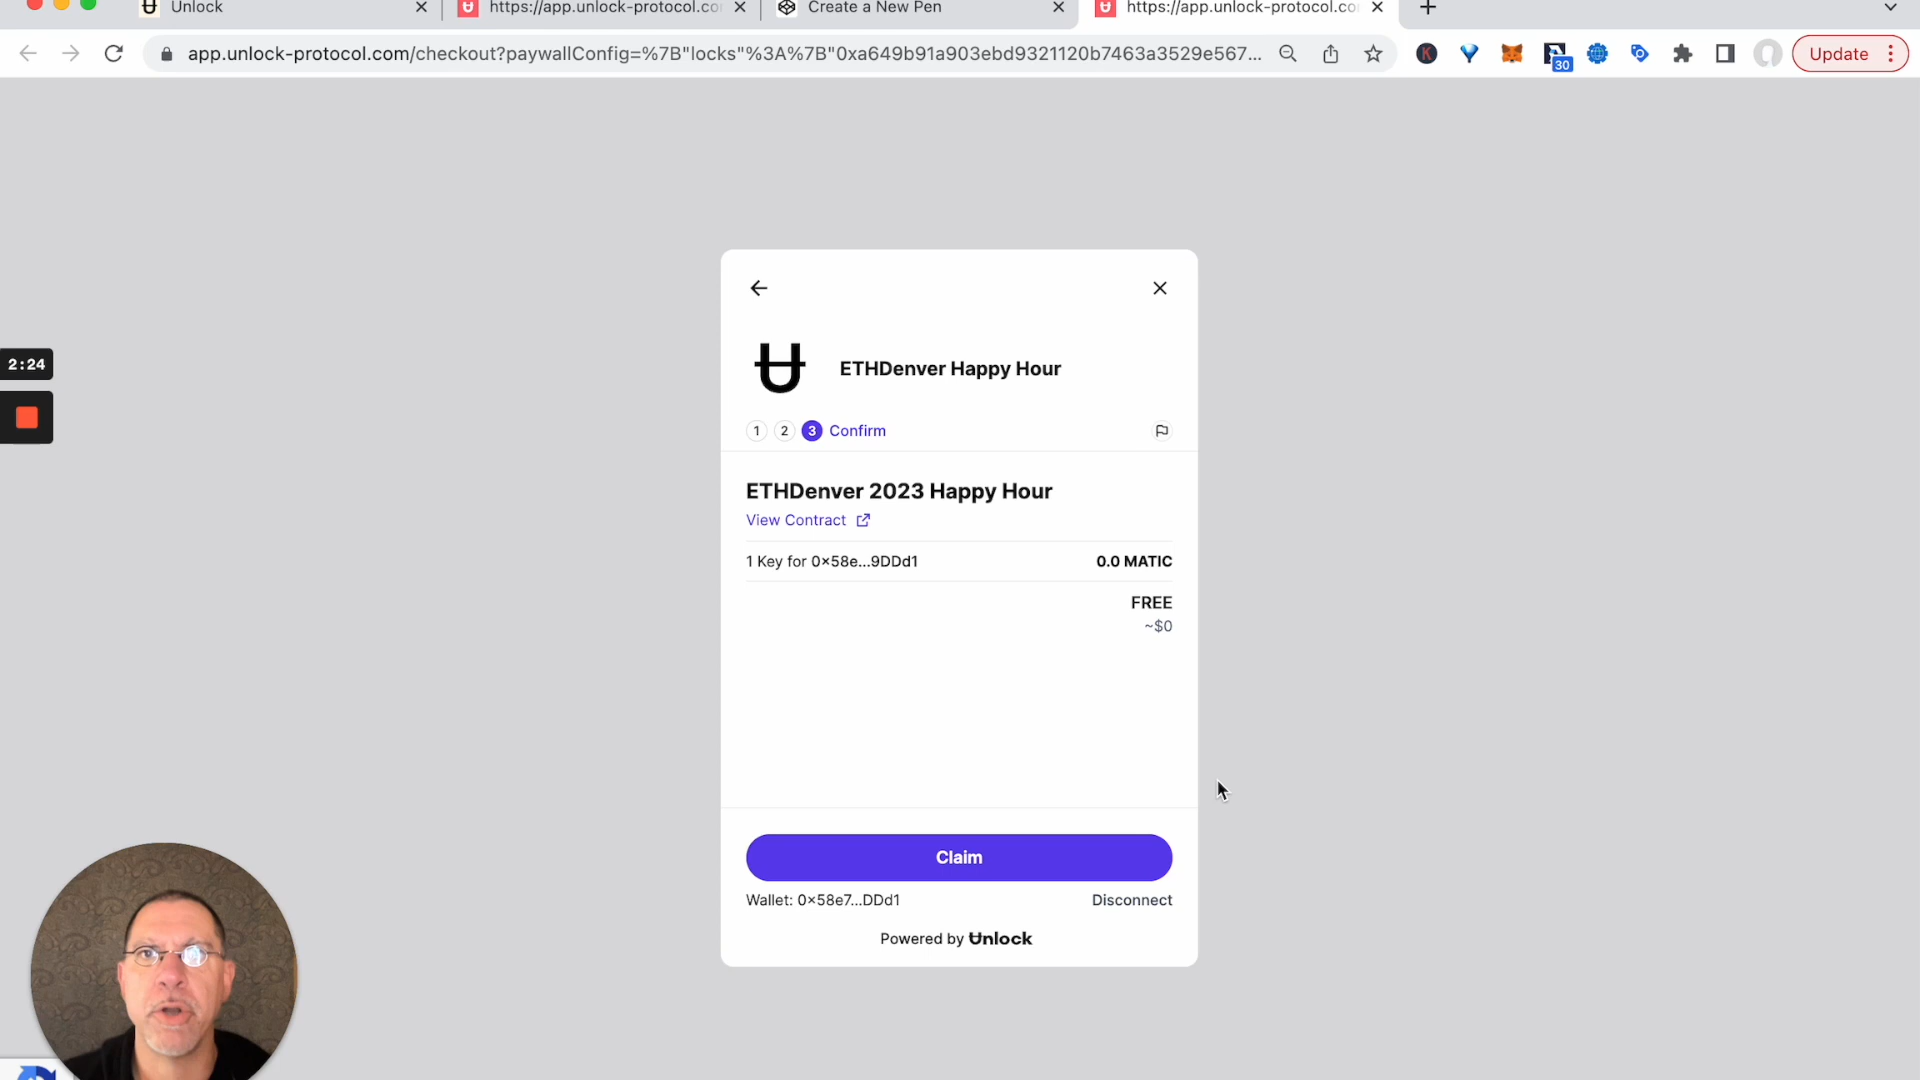 Unlock
https://app.unlock-protocol.co
Create a New Pen
https://app.unlock-protocol.co
app.unlock-protocol.com/checkout?paywallConfig=%7B"locks"%3A%7B"0xa649b91a903ebd9321120b7463a3529e567...
30
Update
2:24
ETHDenver Happy Hour
1 2 3 Confirm
ETHDenver 2023 Happy Hour
View Contract
1 Key for 0x58e...9DDd1 0.0 MATIC
FREE
~$0
Claim
Wallet: 0x58e7...DDd1 Disconnect
Powered by Unlock